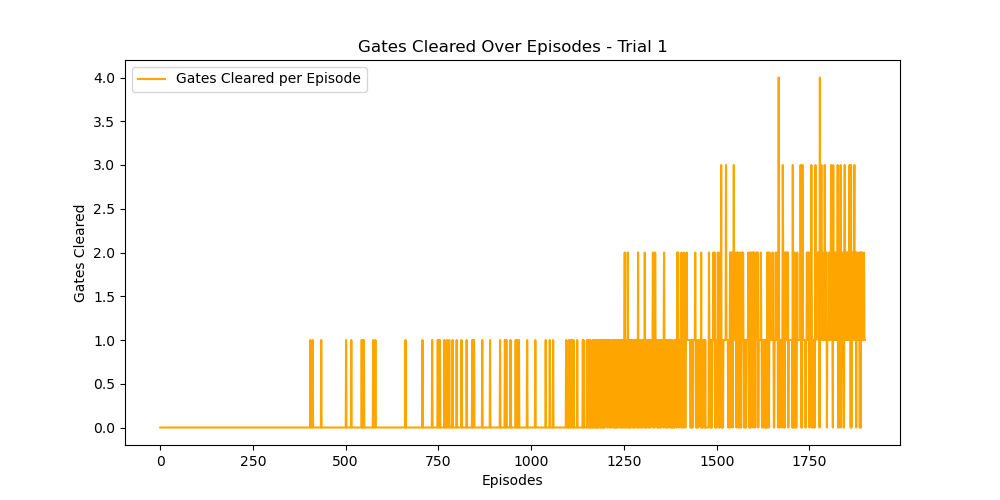 Gates Cleared Over Episodes - Trial 1
Gates Cleared per Episode
4.0
3.5
3.0
2.5
2.0
1.5
1.0
0.5
0.0
Gates Cleared
0 250 500 750 1000 1250 1500 1750
Episodes